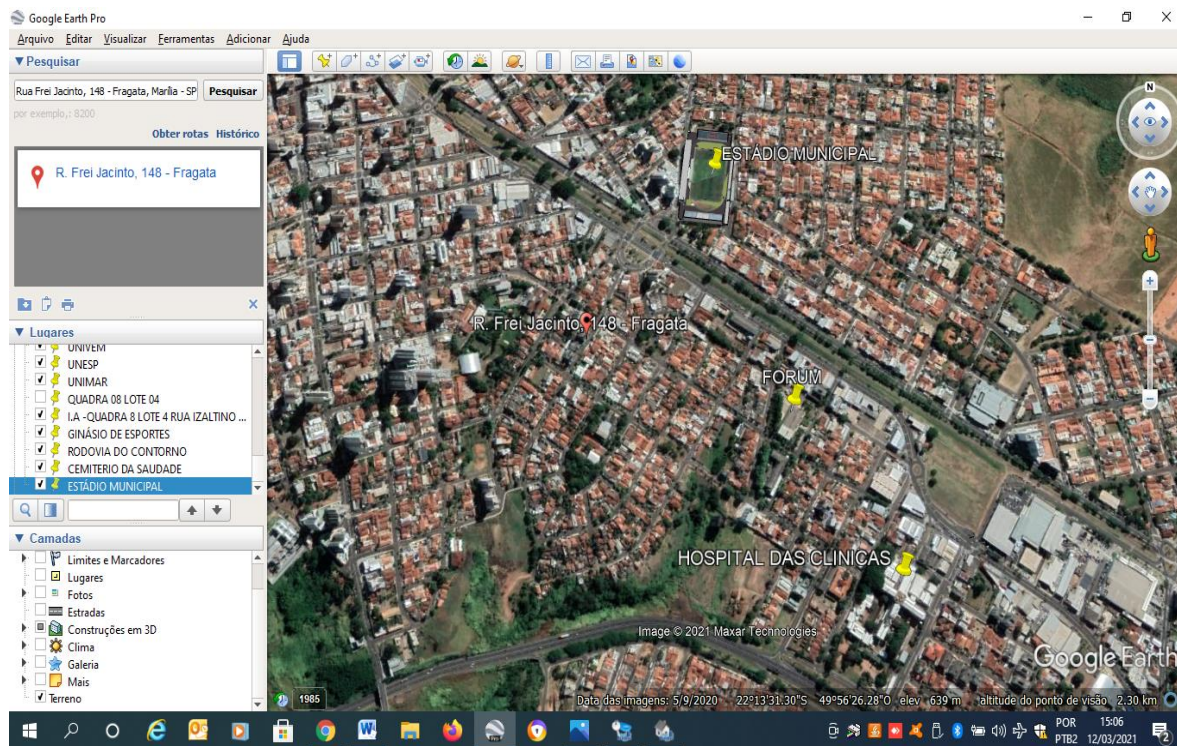 Google Earth Pro
Arquivo Editar Visualizar Ferramentas Adicionar Ajuda
Pesquisar
Rua Frei Jacinto, 148 - Fragata, Marília - SP Pesquisar
por exemplo,: 8200
Obter rotas Histórico
R. Frei Jacinto, 148 - Fragata
Lugares
UNIVEM
UNESP
UNIMAR
QUADRA 08 LOTE 04
I.A -QUADRA 8 LOTE 4 RUA IZALTINO ...
GINÁSIO DE ESPORTES
RODOVIA DO CONTORNO
CEMITERIO DA SAUDADE
ESTÁDIO MUNICIPAL
Camadas
Limites e Marcadores
Lugares
Fotos
Estradas
Construções em 3D
Clima
Galeria
Mais
Terreno
N
ESTÁDIO MUNICIPAL
R. Frei Jacinto, 148 - Fragata
FORUM
HOSPITAL DAS CLINICAS
Image © 2021 Maxar Technologies
Google Earth
1985
Data das imagens: 5/9/2020 22°13'31.30"S 49°56'26.28"O elev 639 m altitude do ponto de visão 2.30 km
POR 15:06
PTB2 12/03/2021
2